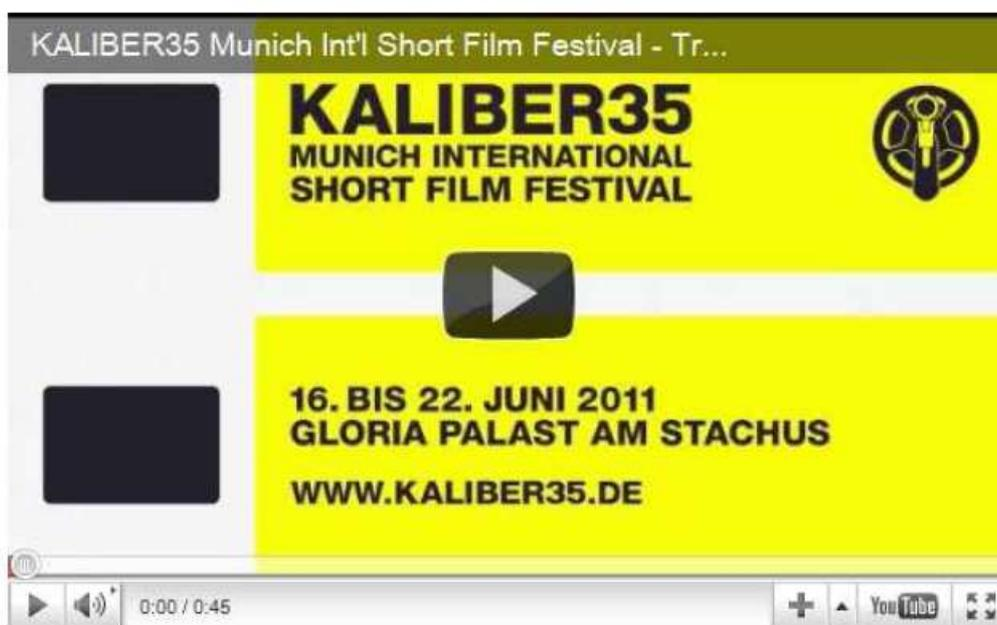 KALIBER35 Munich Int'l Short Film Festival - Tr...
KALIBER35
MUNICH INTERNATIONAL
SHORT FILM FESTIVAL
16. BIS 22. JUNI 2011
GLORIA PALAST AM STACHUS
WWW.KALIBER35.DE
0:00 / 0:45
YouTube